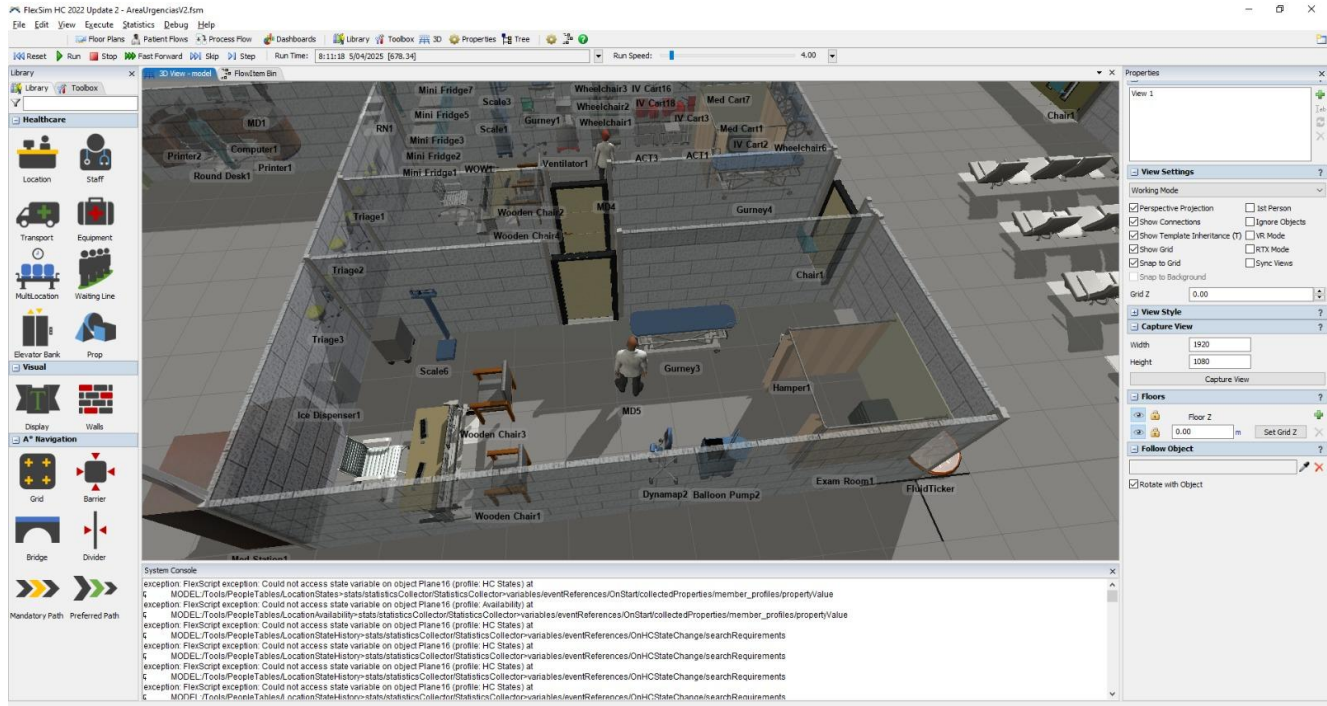 FlexSim HC 2022 Update 2 - AreaUrgenciasV2.fsm
File Edit View Execute Statistics Debug Help
Floor Plans Patient Flows Process Flow Dashboards Library Toolbox 3D Properties Tree
Reset Run Stop Fast Forward Skip Step Run Time: 8:11:18 5/04/2025 [678.34] Run Speed: 4.00
Library
Library Toolbox
Healthcare
Location Staff
Transport Equipment
MultiLocation Waiting Line
Elevator Bank Prop
Visual
Display Walls
A* Navigation
Grid Barrier
Bridge Divider
Mandatory Path Preferred Path
3D View - model FlowItem Bin
Mini Fridge7
Wheelchair3 IV Cart16
Scale3
Wheelchair2 IV Cart18
Med Cart7
MD1
RN1
Mini Fridge5
Scale1
Gurney1
Wheelchair1
IV Cart3
Med Cart1
Printer2
Computer1
Mini Fridge3
IV Cart2
Wheelchair6
Round Desk1
Printer1
Mini Fridge2
Mini Fridge1
WOW1
Ventilator1
ACT3
ACT1
Triage1
Wooden Chair2
MD4
Gurney4
Wooden Chair4
Triage2
Chair1
Triage3
Scale6
Gurney3
Hamper1
Ice Dispenser1
MD5
Wooden Chair3
Exam Room1
FluidTicker
Dynamap2 Balloon Pump2
Wooden Chair1
Med Station1
Chair1
System Console
exception: FlexScript exception: Could not access state variable on object Plane16 (profile: HC States) at
MODEL:/Tools/PeopleTables/LocationStates>stats/statisticsCollector/StatisticsCollector>variables/eventReferences/OnStart/collectedProperties/member_profiles/propertyValue
exception: FlexScript exception: Could not access state variable on object Plane16 (profile: Availability) at
MODEL:/Tools/PeopleTables/LocationAvailability>stats/statisticsCollector/StatisticsCollector>variables/eventReferences/OnStart/collectedProperties/member_profiles/propertyValue
exception: FlexScript exception: Could not access state variable on object Plane16 (profile: HC States) at
MODEL:/Tools/PeopleTables/LocationStateHistory>stats/statisticsCollector/StatisticsCollector>variables/eventReferences/OnHCStateChange/searchRequirements
exception: FlexScript exception: Could not access state variable on object Plane16 (profile: HC States) at
MODEL:/Tools/PeopleTables/LocationStateHistory>stats/statisticsCollector/StatisticsCollector>variables/eventReferences/OnHCStateChange/searchRequirements
exception: FlexScript exception: Could not access state variable on object Plane16 (profile: HC States) at
MODEL:/Tools/PeopleTables/LocationStateHistory>stats/statisticsCollector/StatisticsCollector>variables/eventReferences/OnHCStateChange/searchRequirements
exception: FlexScript exception: Could not access state variable on object Plane16 (profile: HC States) at
MODEL:/Tools/PeopleTables/LocationStateHistory>stats/statisticsCollector/StatisticsCollector>variables/eventReferences/OnHCStateChange/searchRequirements
Properties
View 1
View Settings
Working Mode
Perspective Projection 1st Person
Show Connections Ignore Objects
Show Template Inheritance (T) VR Mode
Show Grid RTX Mode
Snap to Grid Sync Views
Snap to Background
Grid Z 0.00
View Style
Capture View
Width 1920
Height 1080
Capture View
Floors
Floor Z
0.00 m Set Grid Z
Follow Object
Rotate with Object